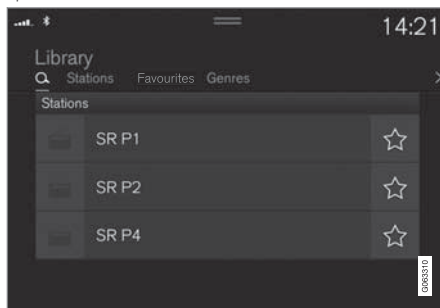 14:21
Library
Stations Favourites Genres
Stations
SR P1
SR P2
SR P4
G063310